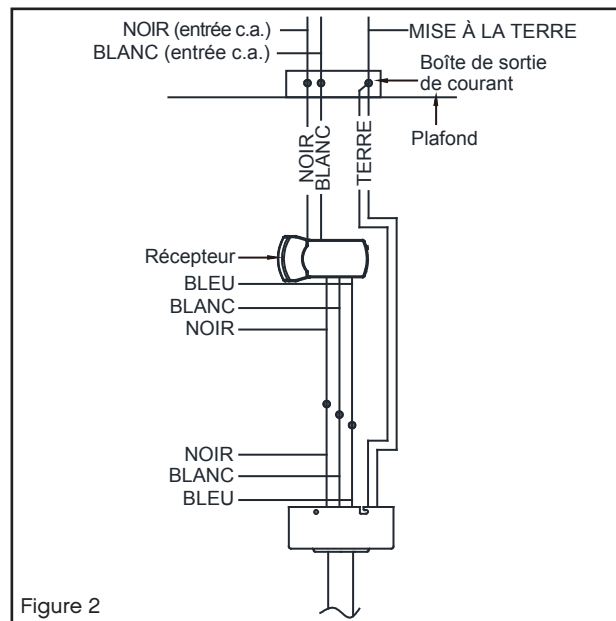 NOIR (entrée c.a.)
MISE À LA TERRE
BLANC (entrée c.a.)
Boîte de sortie
de courant
Plafond
NOIR
BLANC
TERRE
Récepteur
BLEU
BLANC
NOIR
NOIR
BLANC
BLEU
Figure 2